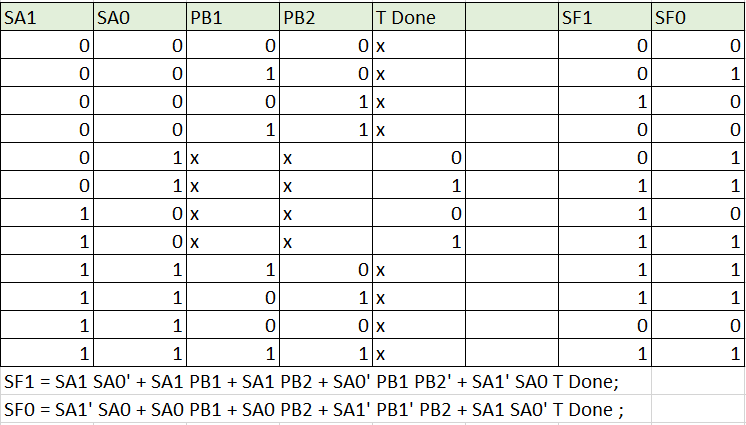 SA1 SA0 PB1 PB2 T Done SF1 SF0
0 0 0 0 x 0 0
0 0 1 0 x 0 1
0 0 0 1 x 1 0
0 0 1 1 x 0 0
0 1 x x 0 0 1
0 1 x x 1 1 1
1 0 x x 0 1 0
1 0 x x 1 1 1
1 1 1 0 x 1 1
1 1 0 1 x 1 1
1 1 0 0 x 0 0
1 1 1 1 x 1 1
SF1 = SA1 SA0' + SA1 PB1 + SA1 PB2 + SA0' PB1 PB2' + SA1' SA0 T Done;
SF0 = SA1' SA0 + SA0 PB1 + SA0 PB2 + SA1' PB1' PB2 + SA1 SA0' T Done ;